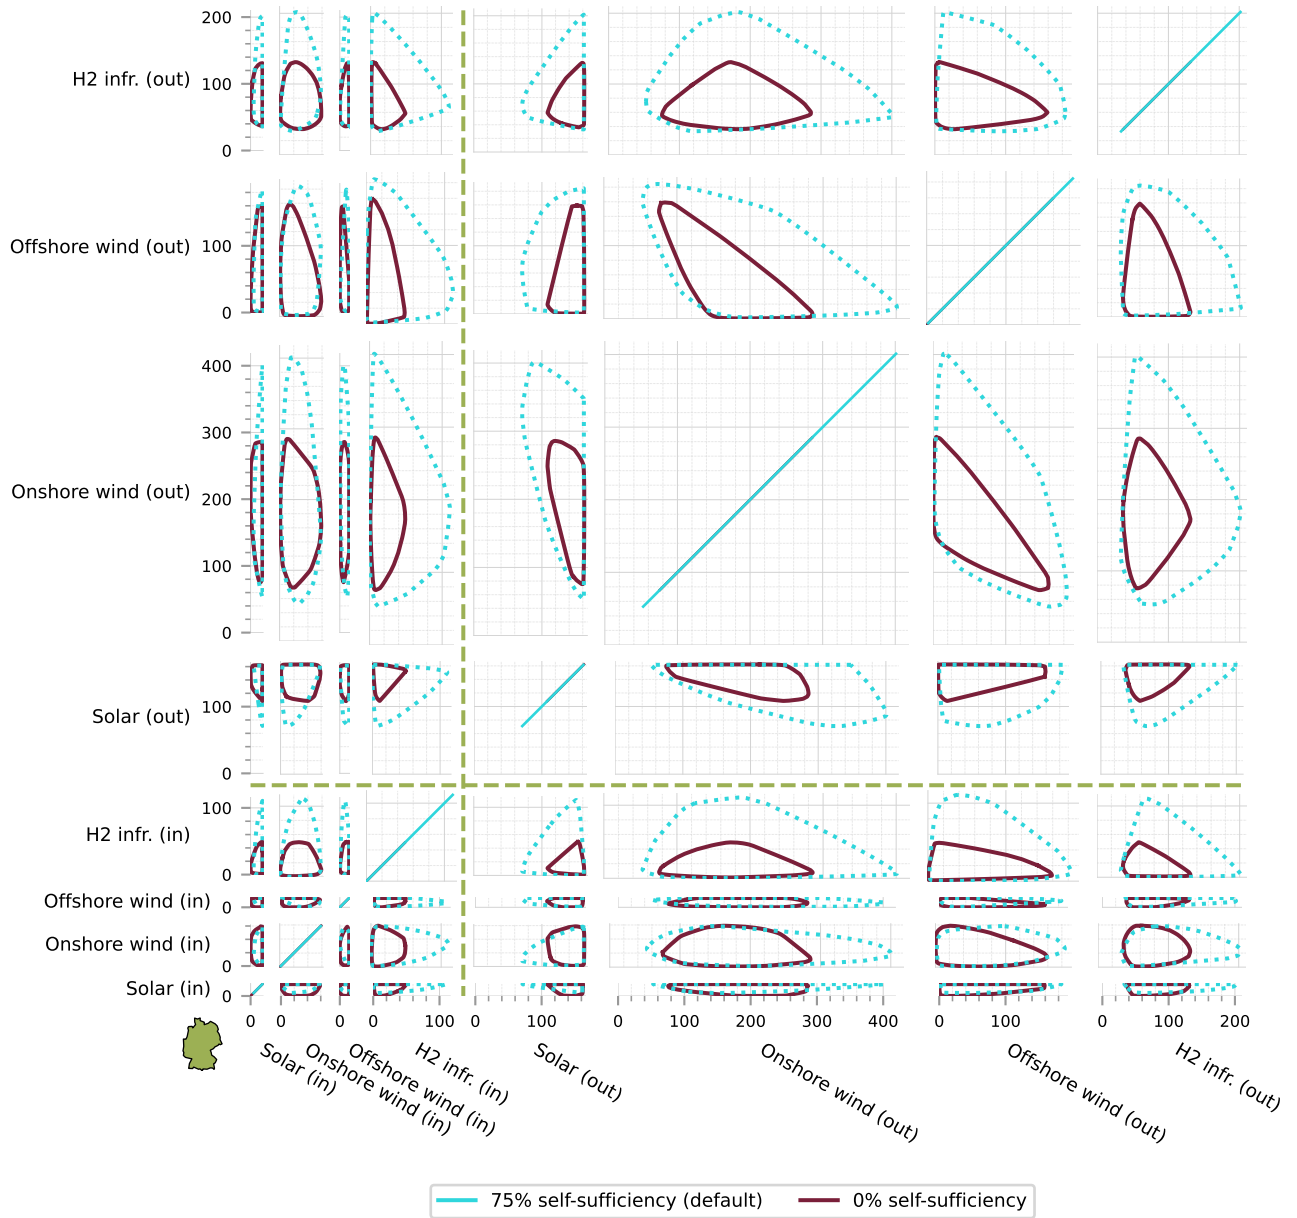 200
H2 infr. (out)
100
0
Offshore wind (out)
100
0
400
300
Onshore wind (out)
200
100
0
Solar (out)
100
0
100
H2 infr. (in)
0
Offshore wind (in)
0
Onshore wind (in)
0
Solar (in)
0
0 0 0 0 100 0 100 0 100 200 300 400 0 100 0 100 200
Solar (in)
Onshore wind (in)
Offshore wind (in)
H2 infr. (in)
Solar (out)
Onshore wind (out)
Offshore wind (out)
H2 infr. (out)
75% self-sufficiency (default) 0% self-sufficiency